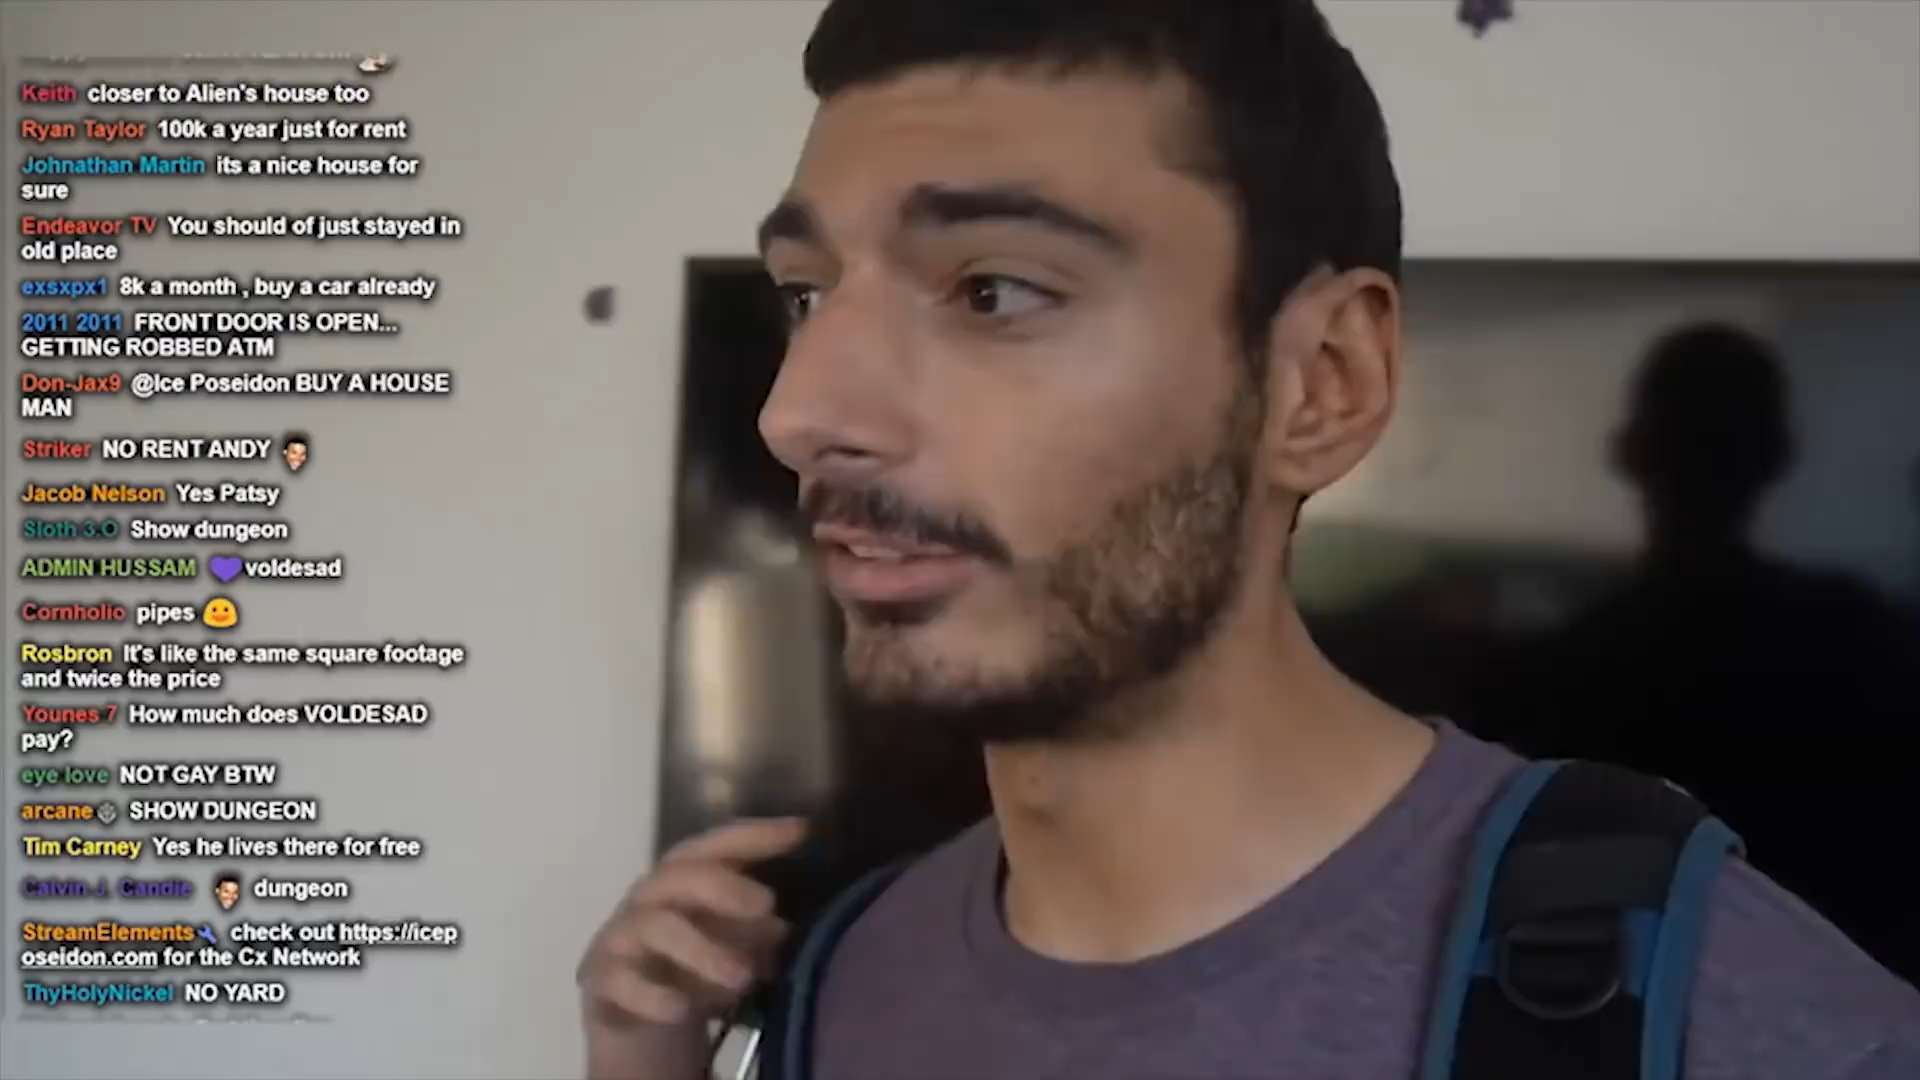 Keith closer to Alien's house too
Ryan Taylor 100k a year just for rent
Johnathan Martin its a nice house for
sure
Endeavor TV You should of just stayed in
old place
exsxpx1 8k a month , buy a car already
2011 2011 FRONT DOOR IS OPEN...
GETTING ROBBED ATM
Don-Jax9 @Ice Poseidon BUY A HOUSE
MAN
Striker NO RENT ANDY
Jacob Nelson Yes Patsy
Sloth 3.O Show dungeon
ADMIN HUSSAM 💜voldesad
Cornholio pipes
Rosbron It's like the same square footage
and twice the price
Younes 7 How much does VOLDESAD
pay?
eye love NOT GAY BTW
arcane SHOW DUNGEON
Tim Carney Yes he lives there for free
Calvin J. Candie dungeon
StreamElements check out https://icep
oseidon.com for the Cx Network
ThyHolyNickel NO YARD